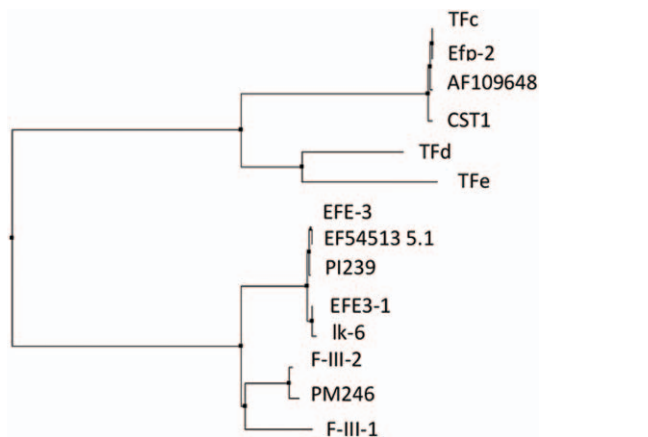 TFc
Efp-2
AF109648
CST1
TFd
TFe
EFE-3
EF54513 5.1
PI239
EFE3-1
lk-6
F-III-2
PM246
F-III-1